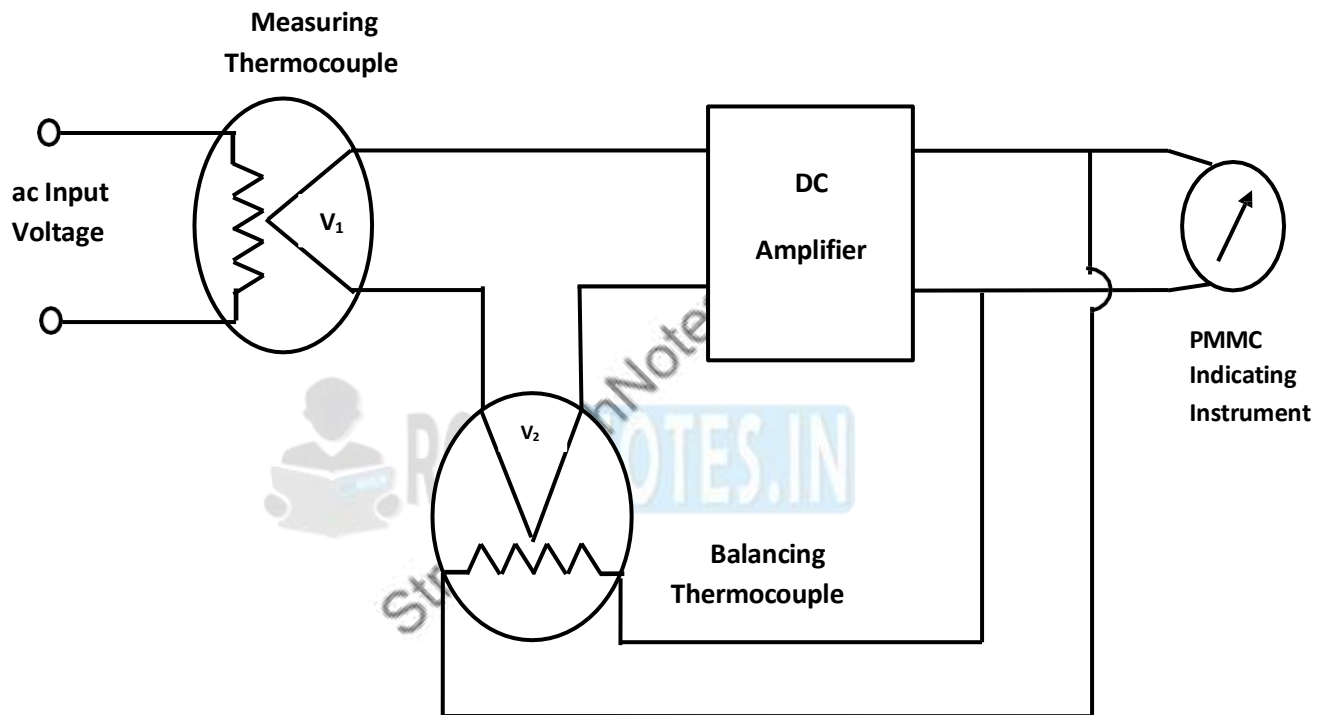 Measuring
Thermocouple
ac Input
Voltage
V₁
DC
Amplifier
PMMC
Indicating
Instrument
V₂
Balancing
Thermocouple